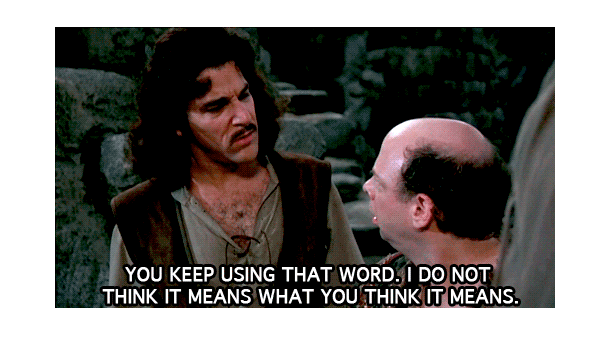 YOU KEEP USING THAT WORD. I DO NOT
THINK IT MEANS WHAT YOU THINK IT MEANS.